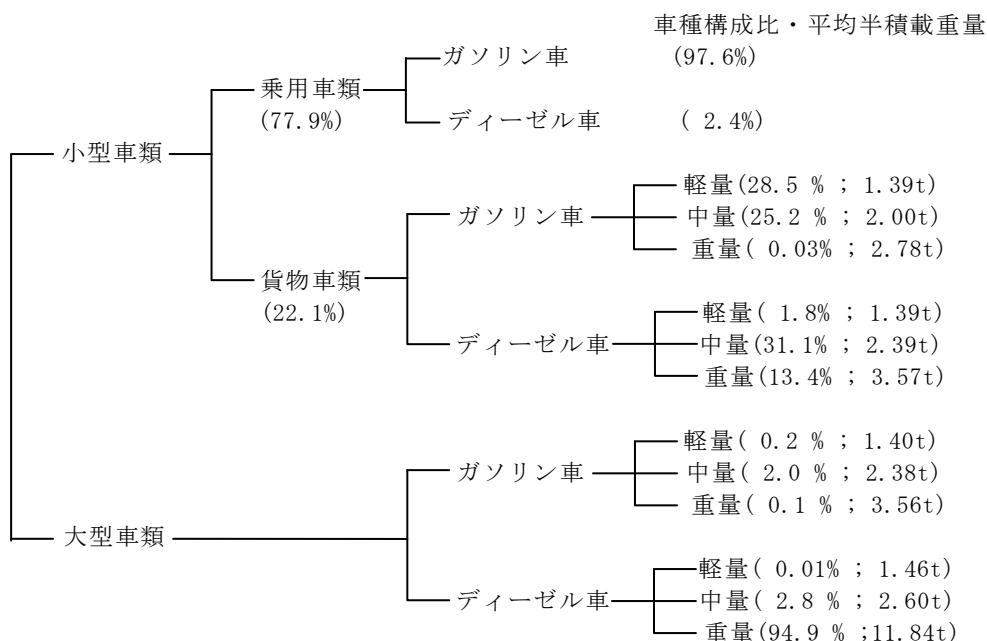 車種構成比・平均半積載重量
ガソリン車 (97.6%)
乗用車類
(77.9%)
ディーゼル車 ( 2.4%)
小型車類
軽量(28.5 % ; 1.39t)
ガソリン車 中量(25.2 % ; 2.00t)
重量( 0.03% ; 2.78t)
貨物車類
(22.1%)
軽量( 1.8% ; 1.39t)
ディーゼル車 中量(31.1% ; 2.39t)
重量(13.4% ; 3.57t)
軽量( 0.2 % ; 1.40t)
ガソリン車 中量( 2.0 % ; 2.38t)
重量( 0.1 % ; 3.56t)
大型車類
軽量( 0.01% ; 1.46t)
ディーゼル車 中量( 2.8 % ; 2.60t)
重量(94.9 % ;11.84t)